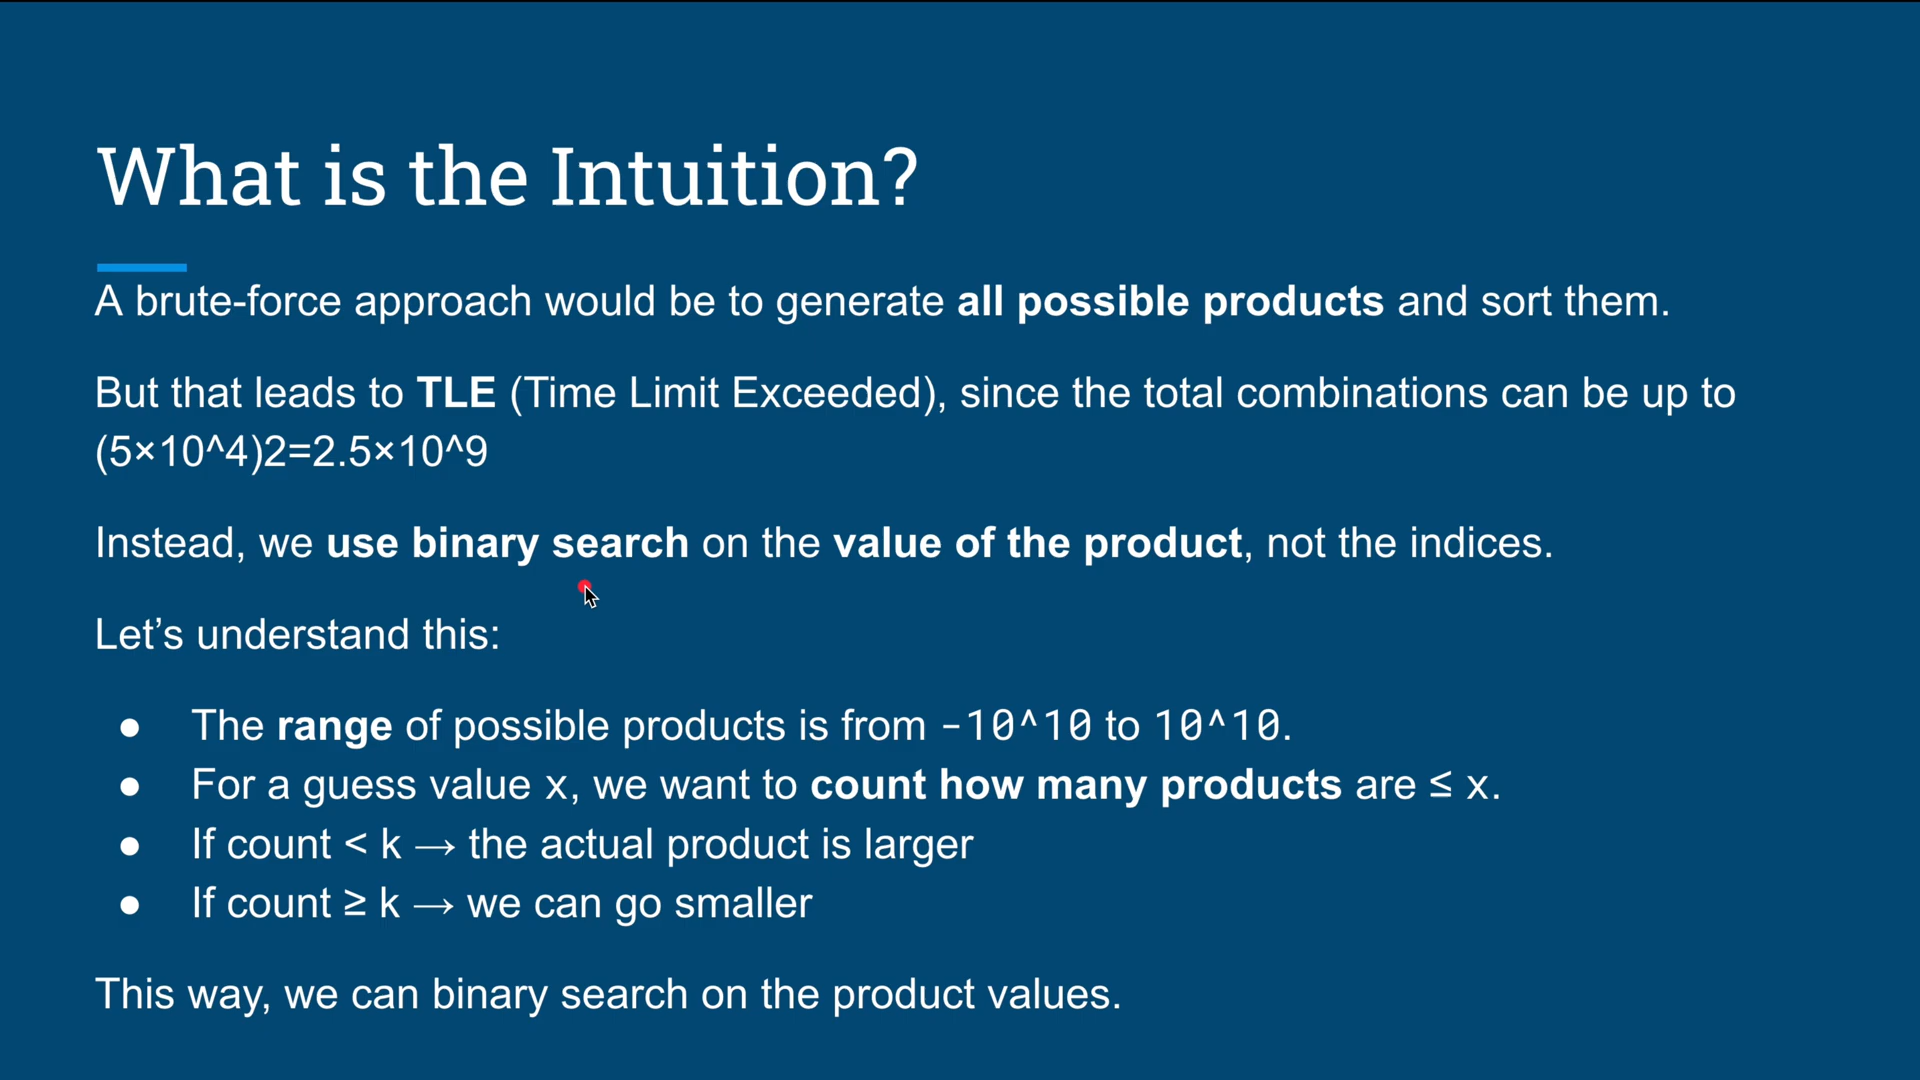 What is the Intuition?
A brute-force approach would be to generate all possible products and sort them.
But that leads to TLE (Time Limit Exceeded), since the total combinations can be up to
(5×10^4)2=2.5×10^9
Instead, we use binary search on the value of the product, not the indices.
Let’s understand this:
● The range of possible products is from -10^10 to 10^10.
● For a guess value x, we want to count how many products are ≤ x.
● If count < k → the actual product is larger
● If count ≥ k → we can go smaller
This way, we can binary search on the product values.